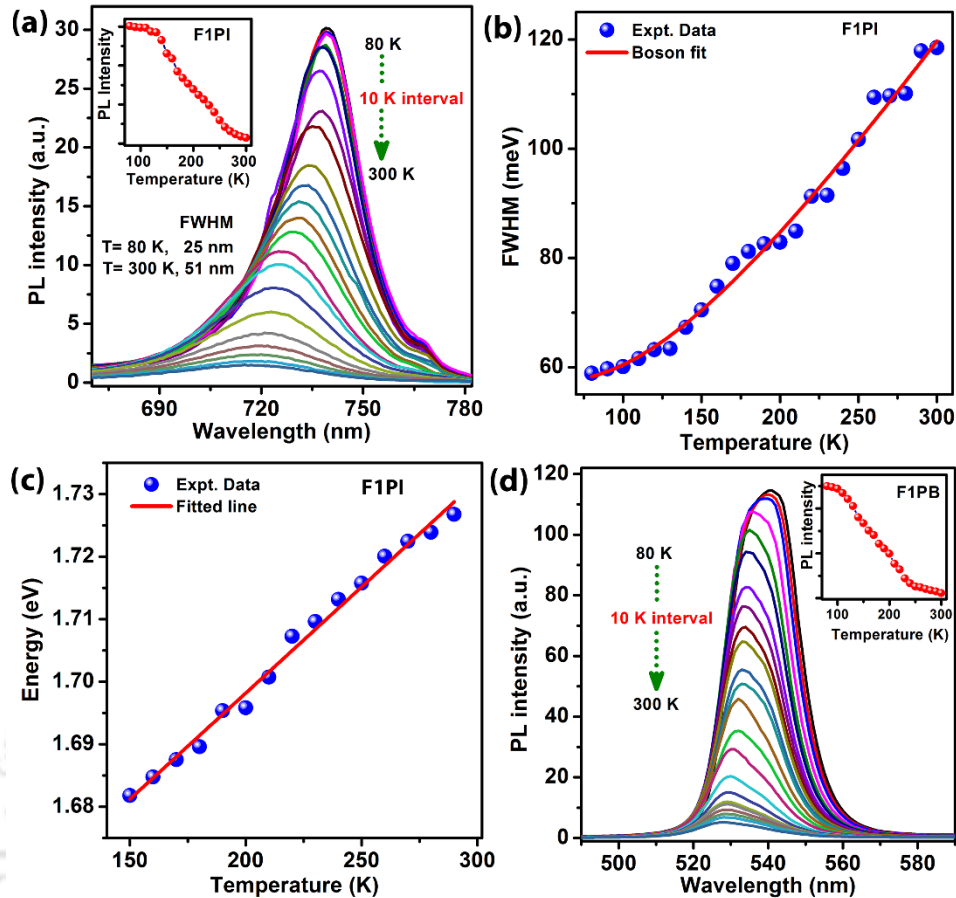 (a)
F1PI
PL Intensity
100 200 300
Temperature (K)
80 K
10 K interval
300 K
FWHM
T= 80 K, 25 nm
T= 300 K, 51 nm
PL intensity (a.u.)
30
25
20
15
10
5
0
690 720 750 782
Wavelength (nm)
(b)
Expt. Data
Boson fit
F1PI
FWHM (meV)
120
100
80
60
100 150 200 250 300
Temperature (K)
(c)
Expt. Data
Fitted line
F1PI
Energy (eV)
1.73
1.72
1.71
1.70
1.69
1.68
150 200 250 300
Temperature (K)
(d)
F1PB
PL intensity
100 200 300
Temperature (K)
80 K
10 K interval
300 K
PL intensity (a.u.)
120
110
100
80
60
40
20
0
500 520 540 560 580
Wavelength (nm)